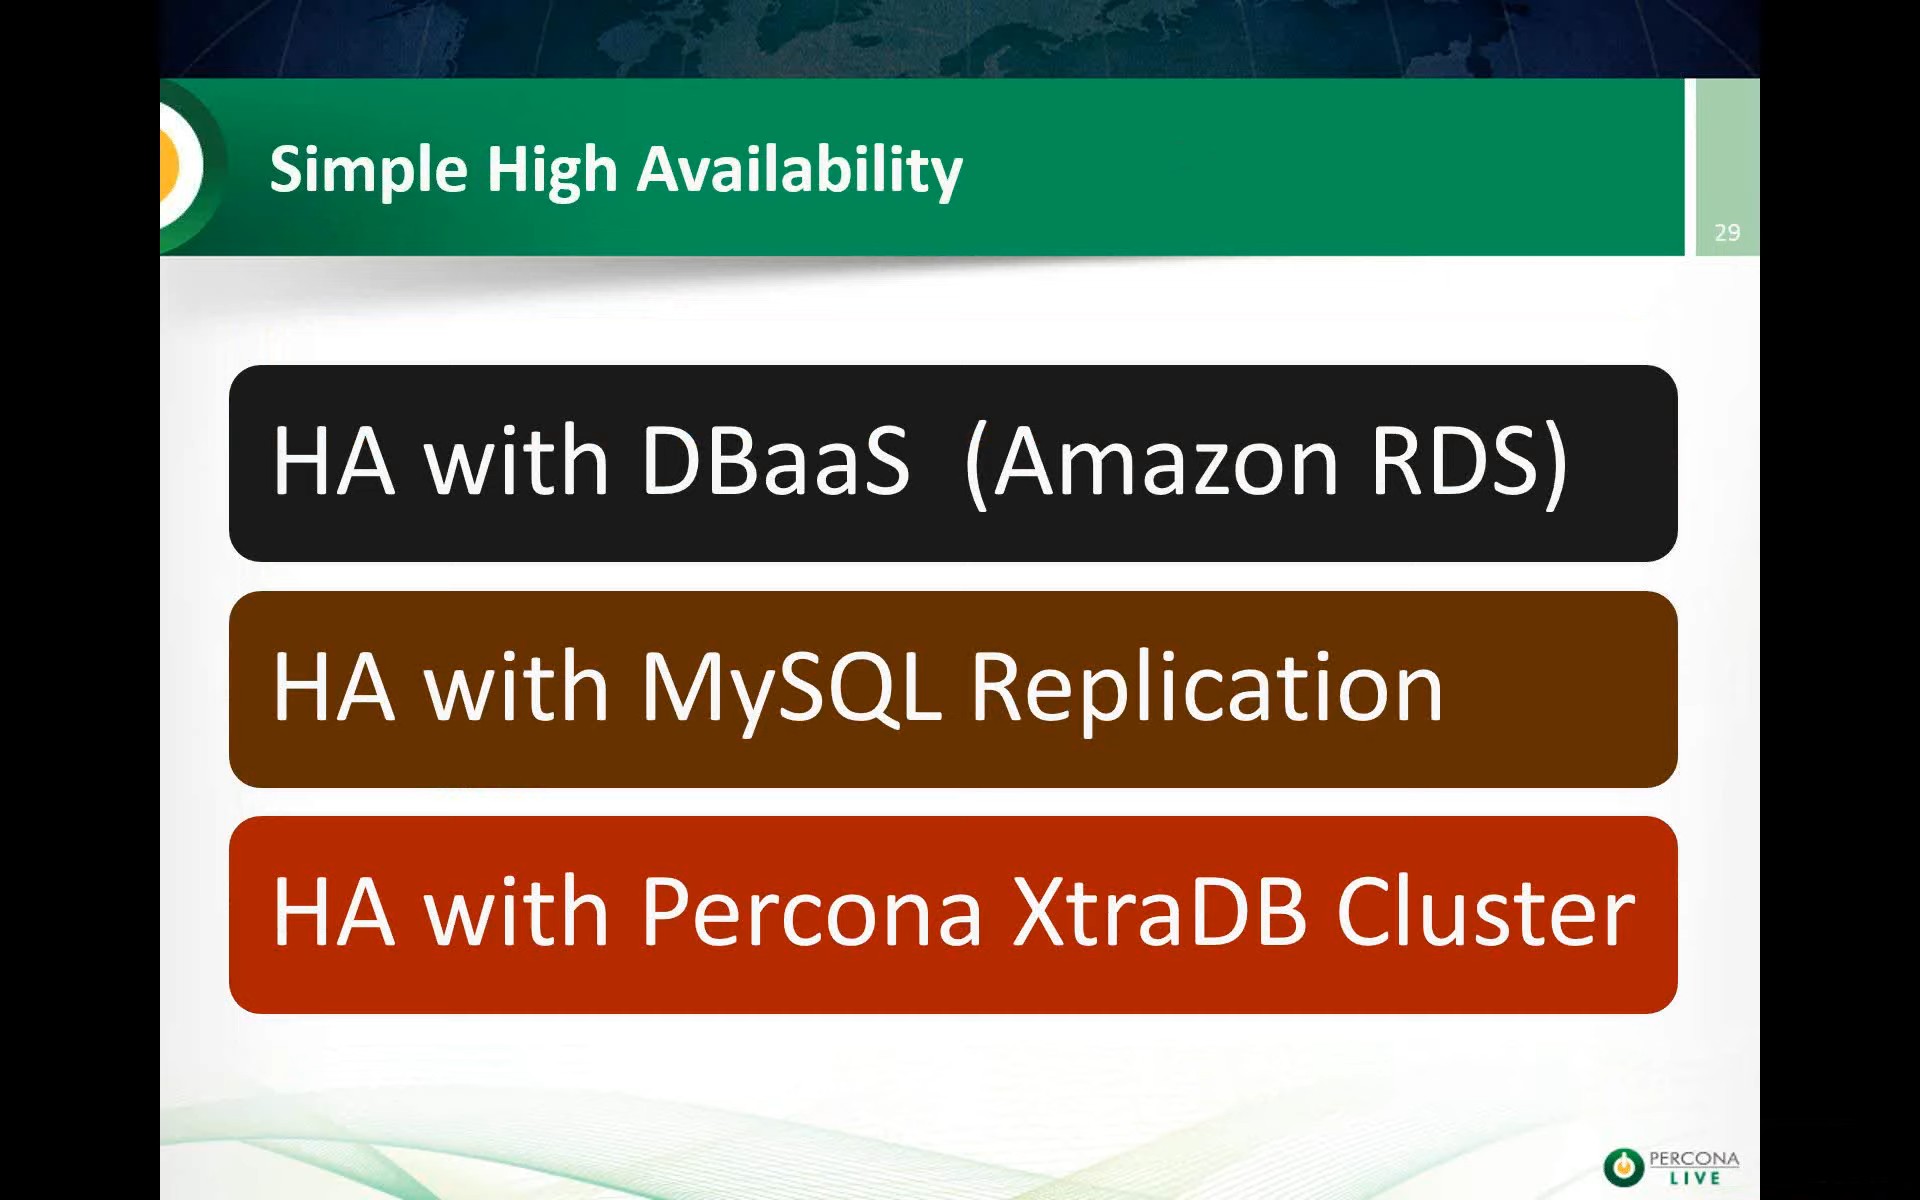 Simple High Availability
29
HA with DBaaS  (Amazon RDS)
HA with MySQL Replication
HA with Percona XtraDB Cluster
PERCONA
LIVE